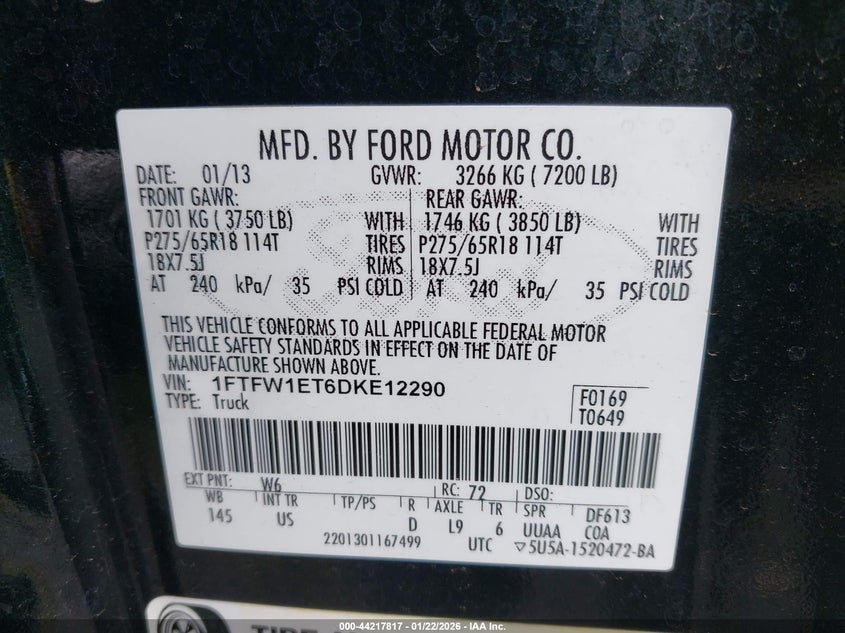 MFD. BY FORD MOTOR CO.
DATE: 01/13 GVWR: 3266 KG ( 7200 LB)
FRONT GAWR: REAR GAWR:
1701 KG ( 3750 LB) WITH 1746 KG ( 3850 LB) WITH
P275/65R18 114T TIRES P275/65R18 114T TIRES
18X7.5J RIMS 18X7.5J RIMS
AT 240 kPa/ 35 PSI COLD AT 240 kPa/ 35 PSI COLD
THIS VEHICLE CONFORMS TO ALL APPLICABLE FEDERAL MOTOR
VEHICLE SAFETY STANDARDS IN EFFECT ON THE DATE OF
MANUFACTURE SHOWN ABOVE.
VIN: 1FTFW1ET6DKE12290 F0169
TYPE: Truck T0649
EXT PNT: W6 RC: 72 DSO:
WB INT TR TP/PS R AXLE TR SPR DF613
145 US D L9 6 UUAA COA
2201301167499 UTC ▽5U5A-1520472-BA
000-44217817 - 01/22/2026 - IAA Inc.